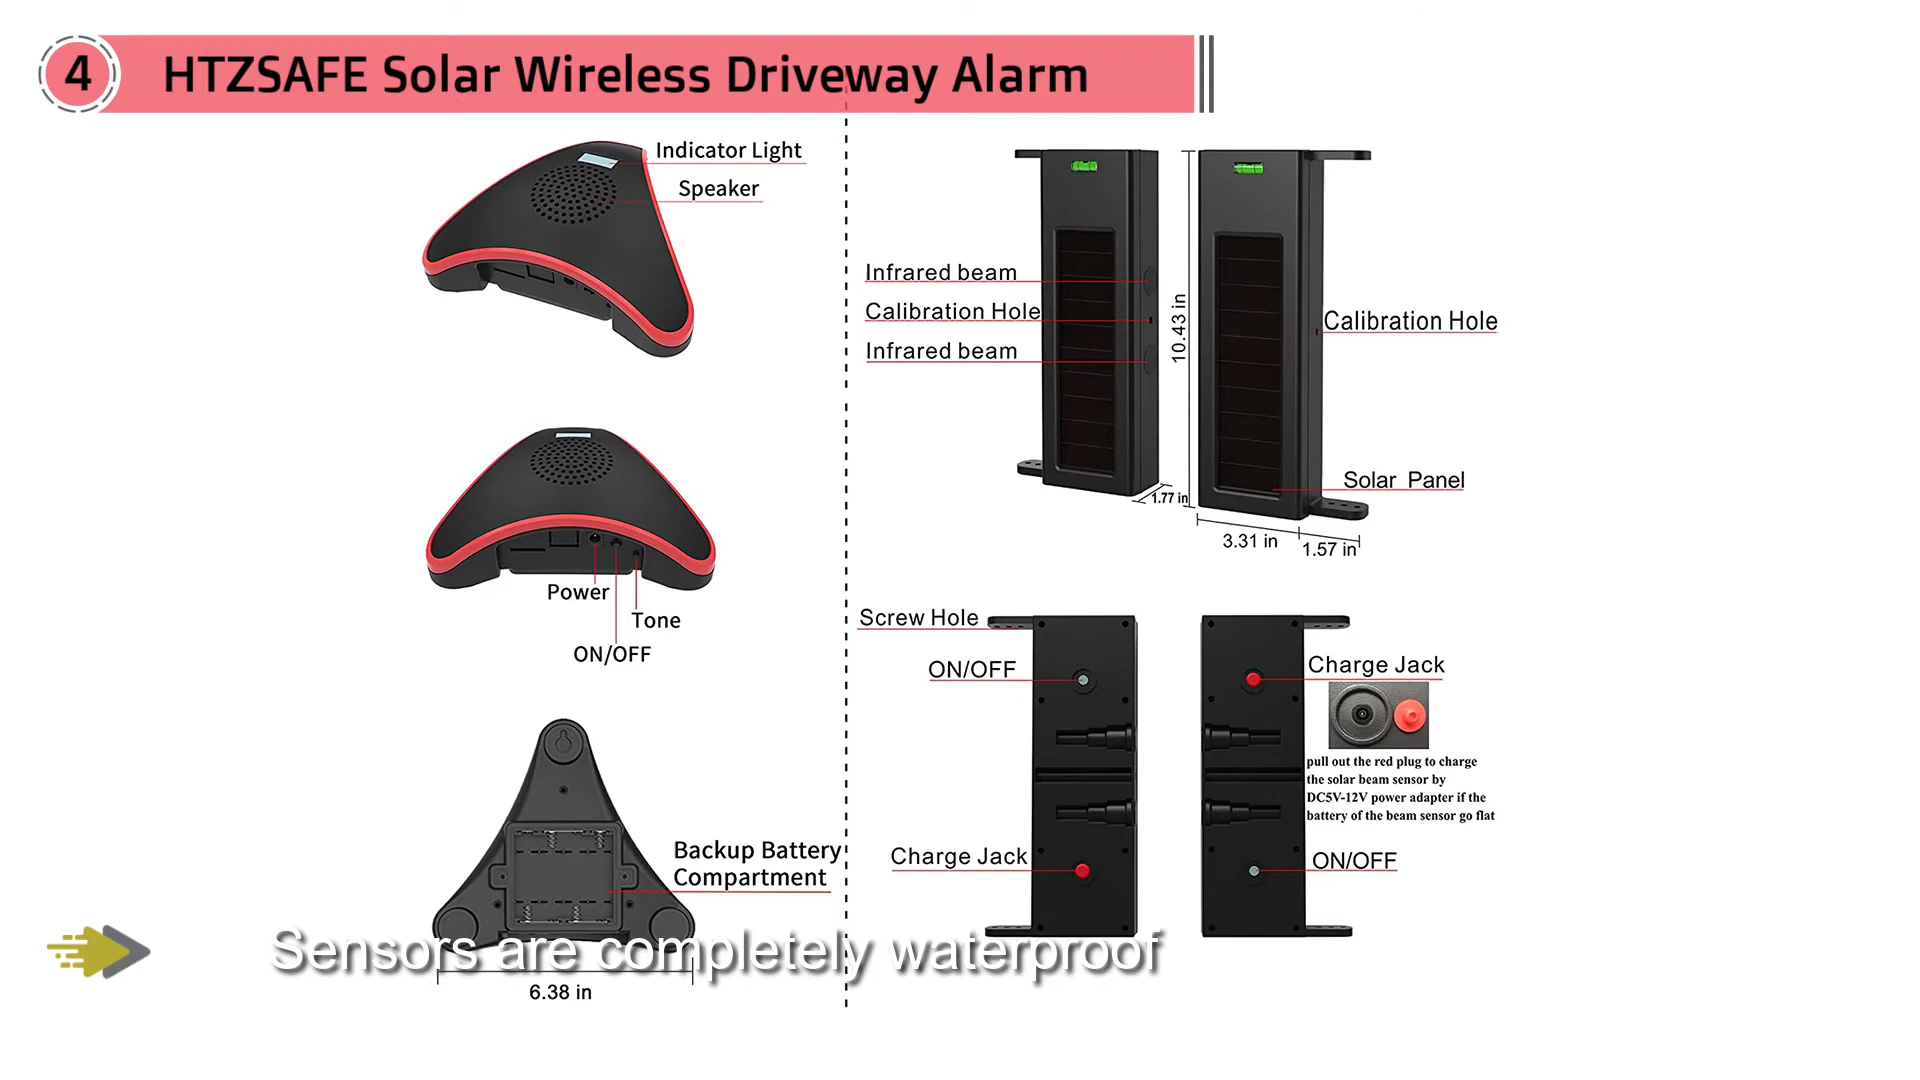 4
HTZSAFE Solar Wireless Driveway Alarm
Indicator Light
Speaker
Power
Tone
ON/OFF
Backup Battery
Compartment
6.38 in
Infrared beam
Calibration Hole
Infrared beam
10.43 in
Calibration Hole
Solar Panel
1.77 in
3.31 in
1.57 in
Screw Hole
ON/OFF
Charge Jack
Charge Jack
pull out the red plug to charge
the solar beam sensor by
DC5V-12V power adapter if the
battery of the beam sensor go flat
ON/OFF
Sensors are completely waterproof